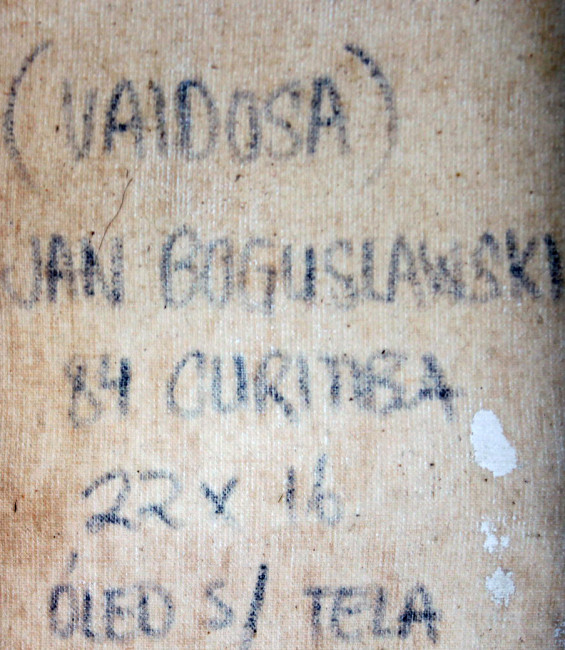 (VAIDOSA)
JAN BOGUSLAWSKI
84 CURITIBA
22 x 16
ÓLEO S/ TELA